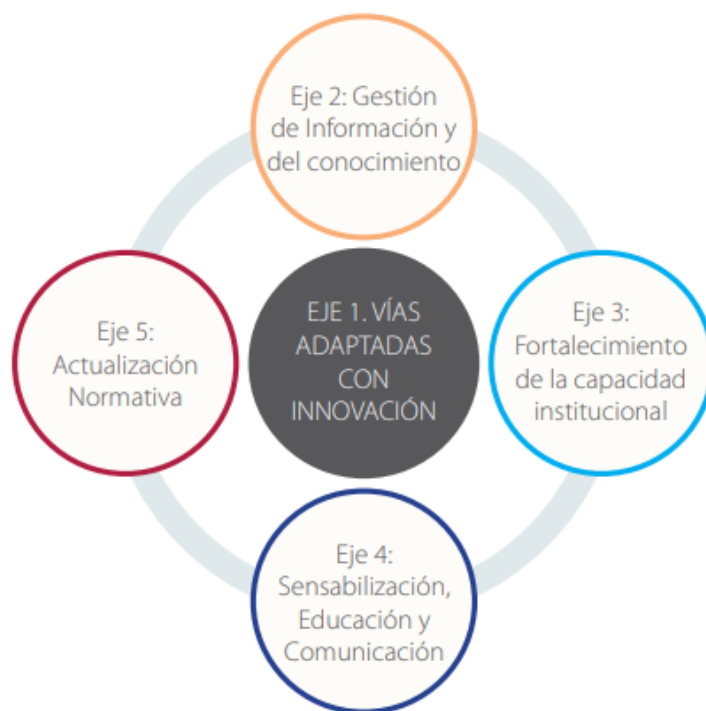 Eje 2: Gestión
de Información y
del conocimiento
Eje 5:
Actualización
Normativa
EJE 1. VÍAS
ADAPTADAS
CON
INNOVACIÓN
Eje 3:
Fortalecimiento
de la capacidad
institucional
Eje 4:
Sensabilización,
Educación y
Comunicación